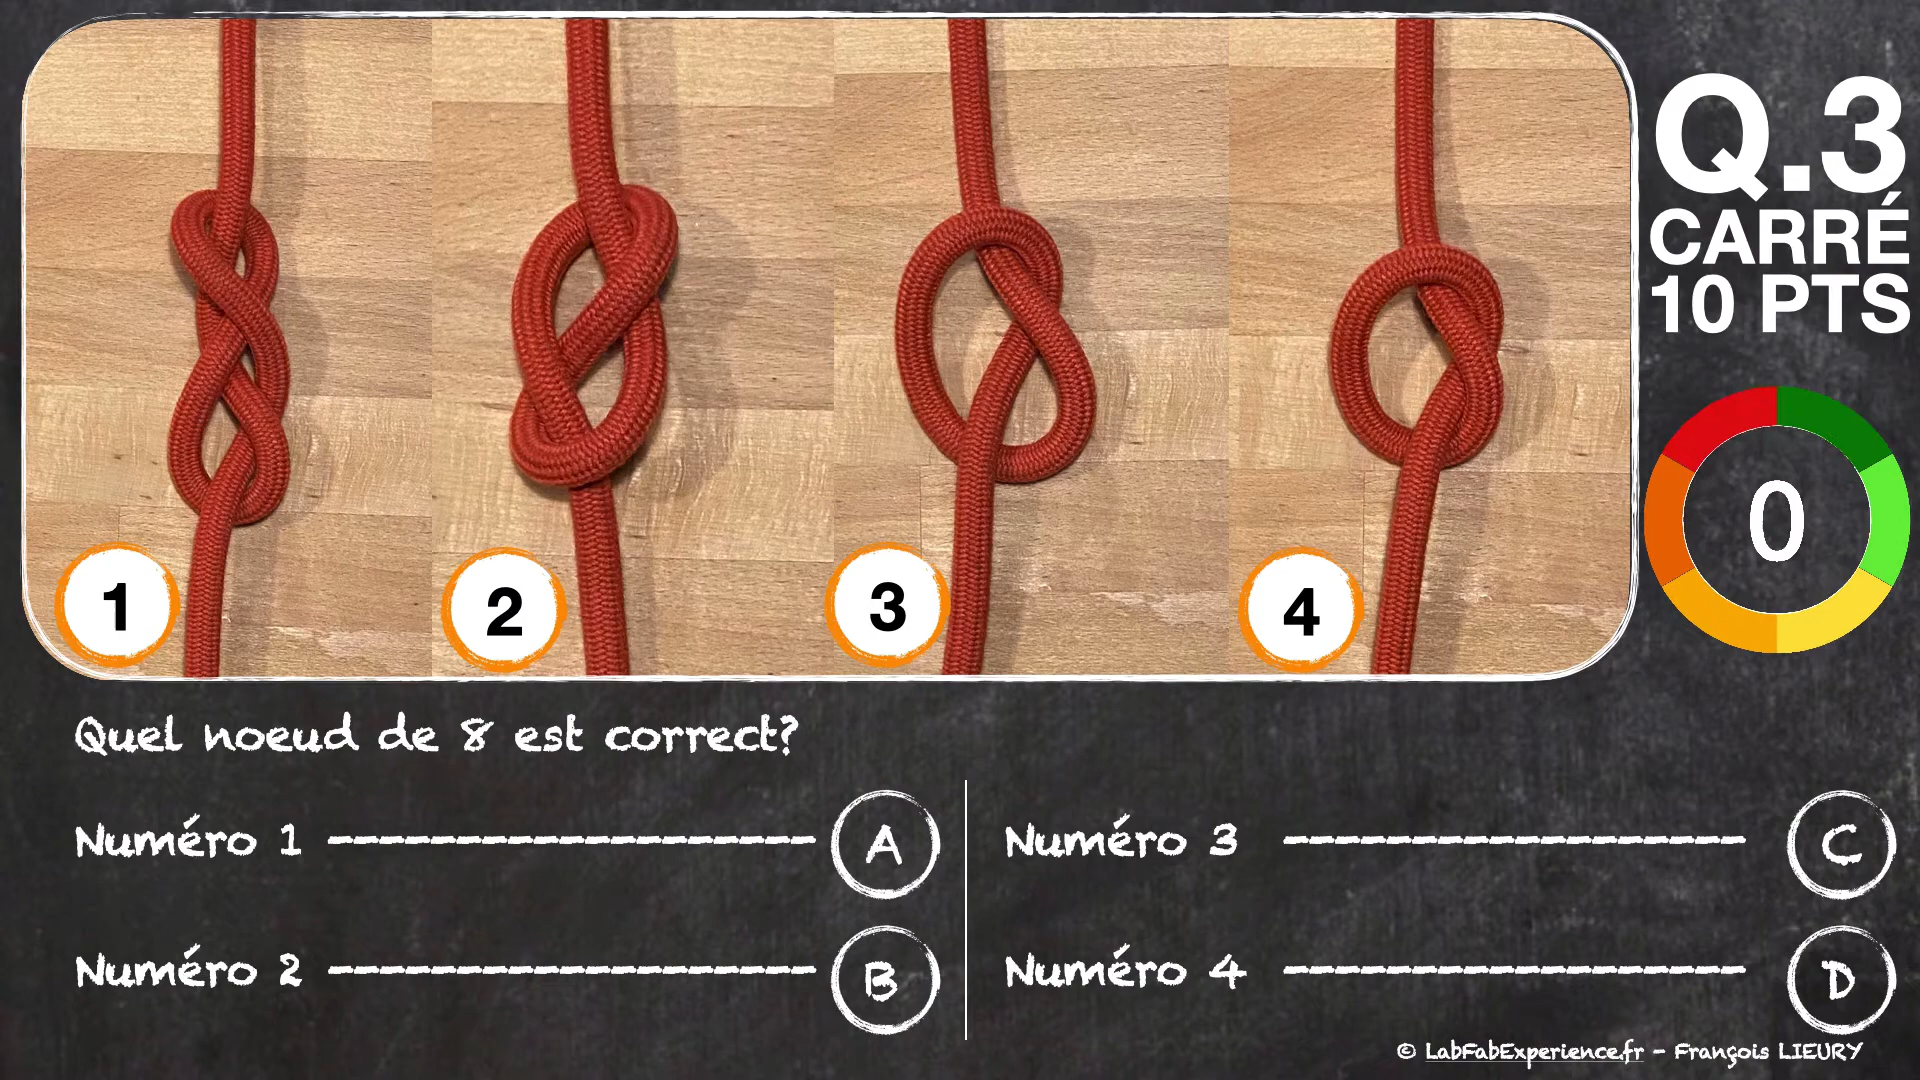 Q.3
CARRÉ
10 PTS
0
1
2
3
4
Quel noeud de 8 est correct?
Numéro 1 ------------------- A
Numéro 2 ------------------- B
Numéro 3 ------------------ C
Numéro 4 ------------------ D
© LabFabExperience.fr - François LIEURY